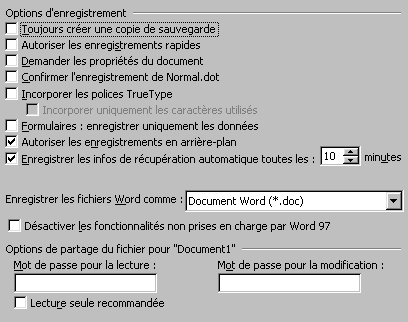 Options d'enregistrement
Toujours créer une copie de sauvegarde
Autoriser les enregistrements rapides
Demander les propriétés du document
Confirmer l'enregistrement de Normal.dot
Incorporer les polices TrueType
Incorporer uniquement les caractères utilisés
Formulaires : enregistrer uniquement les données
Autoriser les enregistrements en arrière-plan
Enregistrer les infos de récupération automatique toutes les : 10 minutes
Enregistrer les fichiers Word comme : Document Word (*.doc)
Désactiver les fonctionnalités non prises en charge par Word 97
Options de partage du fichier pour "Document1"
Mot de passe pour la lecture : Mot de passe pour la modification :
Lecture seule recommandée